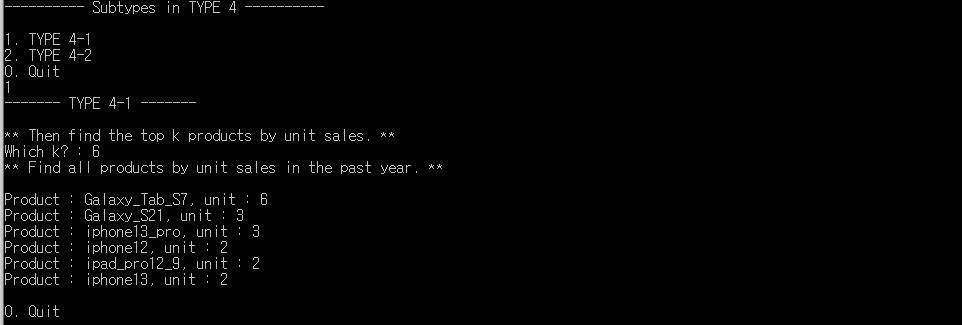 ---------- Subtypes in TYPE 4 ----------
1. TYPE 4-1
2. TYPE 4-2
0. Quit
1
------- TYPE 4-1 -------
** Then find the top k products by unit sales. **
Which k? : 6
** Find all products by unit sales in the past year. **
Product : Galaxy_Tab_S7, unit : 6
Product : Galaxy_S21, unit : 3
Product : iphone13_pro, unit : 3
Product : iphone12, unit : 2
Product : ipad_pro12_9, unit : 2
Product : iphone13, unit : 2
0. Quit